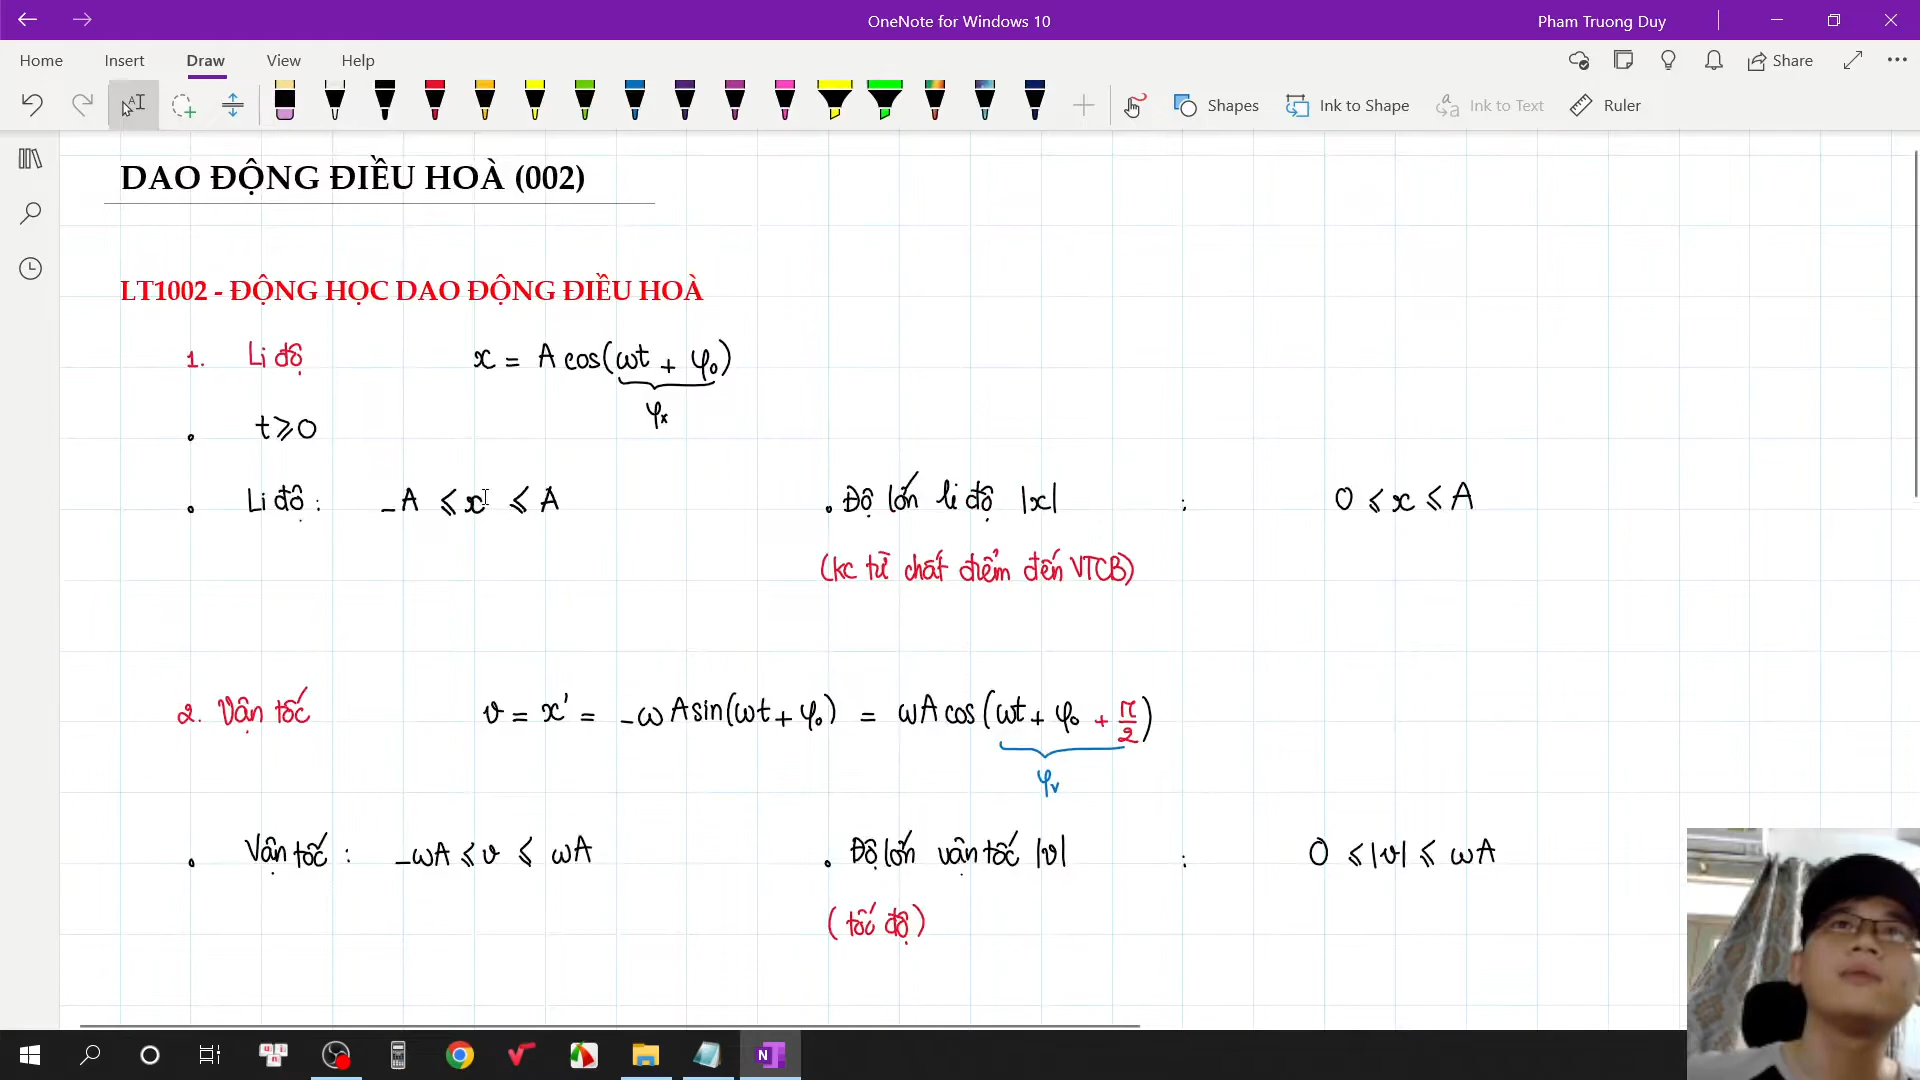 OneNote for Windows 10
Pham Truong Duy
Home Insert Draw View Help
Share
Shapes Ink to Shape Ink to Text Ruler
DAO ĐỘNG ĐIỀU HOÀ (002)
LT1002 - ĐỘNG HỌC DAO ĐỘNG ĐIỀU HOÀ
1. Li độ x = A cos(ωt + φ₀)
φₓ
• t ⩾ 0
• Li độ : -A ⩽ x ⩽ A • Độ lớn li độ |x| : 0 ⩽ x ⩽ A
(kc từ chất điểm đến VTCB)
2. Vận tốc v = x' = -ωA sin(ωt + φ₀) = ωA cos(ωt + φ₀ + π/2)
φᵥ
• Vận tốc : -ωA ⩽ v ⩽ ωA • Độ lớn vận tốc |v| : 0 ⩽ |v| ⩽ ωA
(tốc độ)